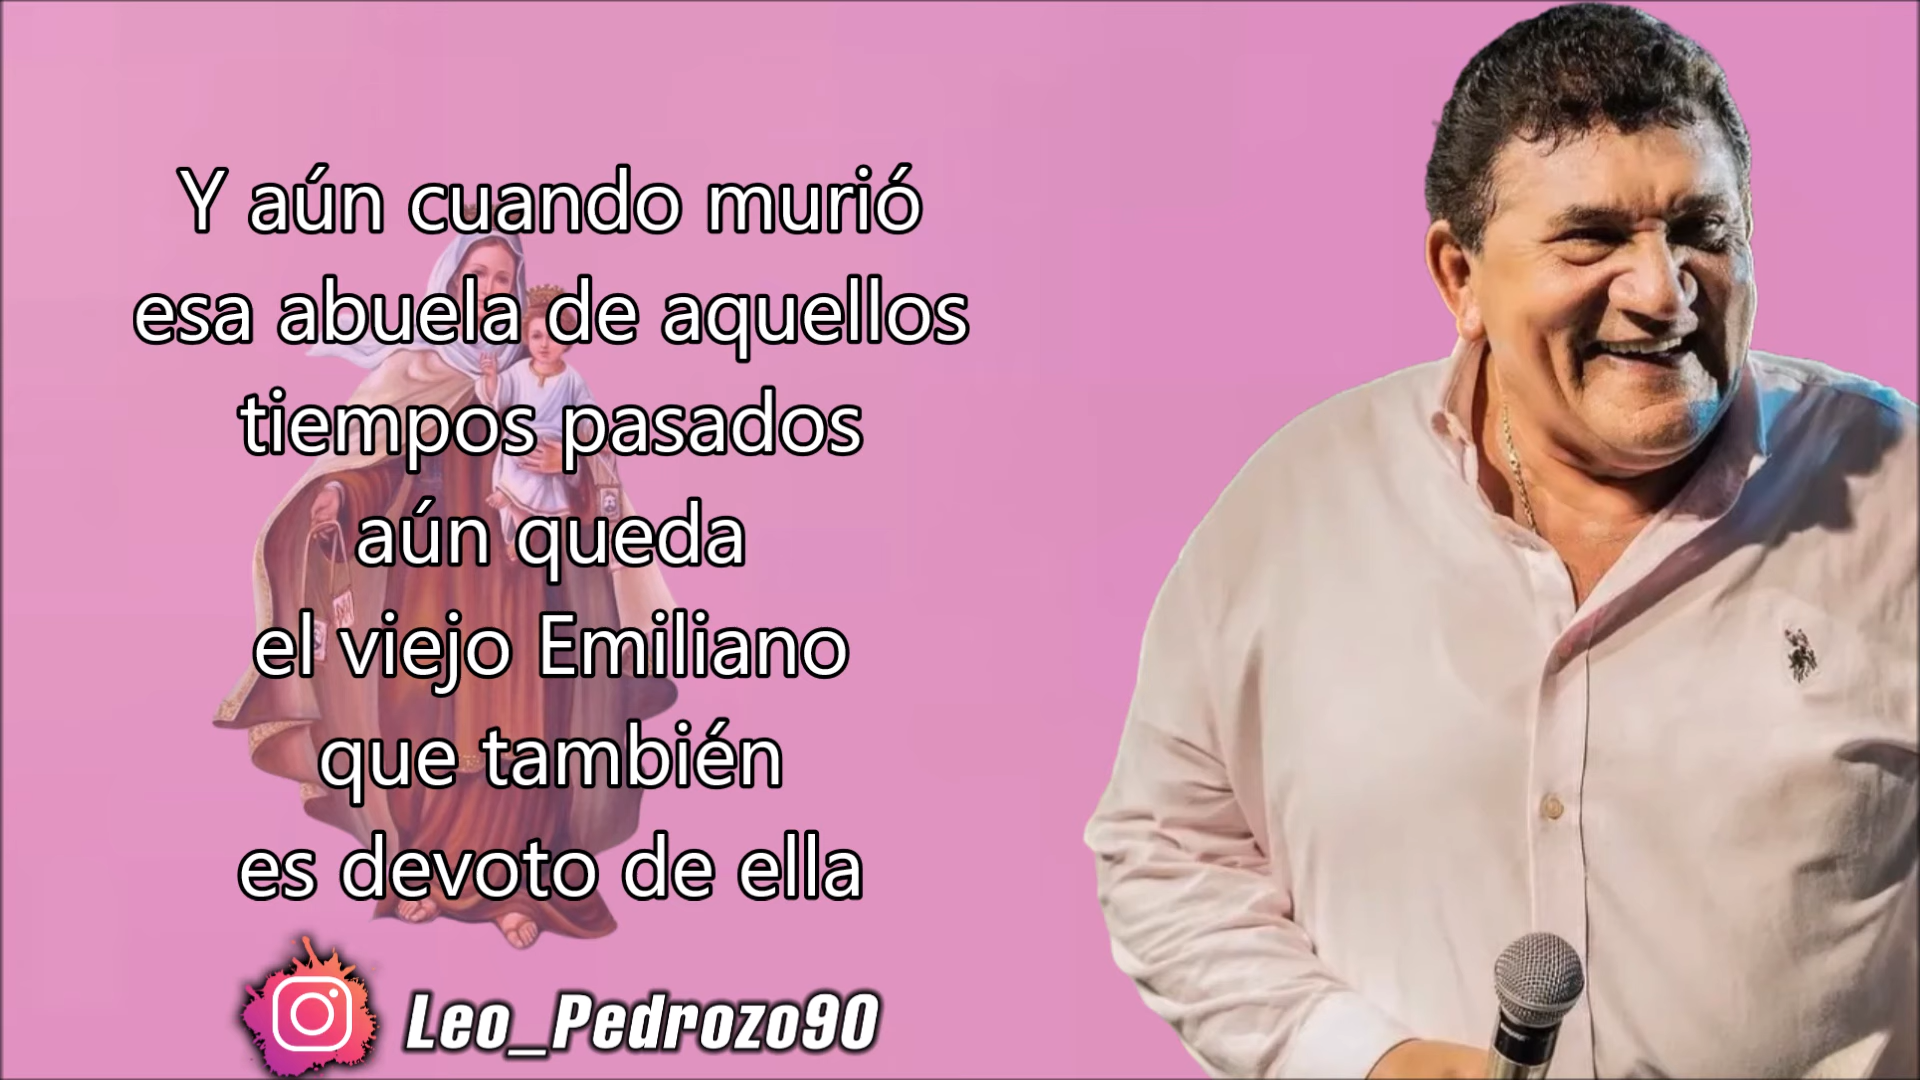 Y aún cuando murió
esa abuela de aquellos
tiempos pasados
aún queda
el viejo Emiliano
que también
es devoto de ella
Leo_Pedrozo90